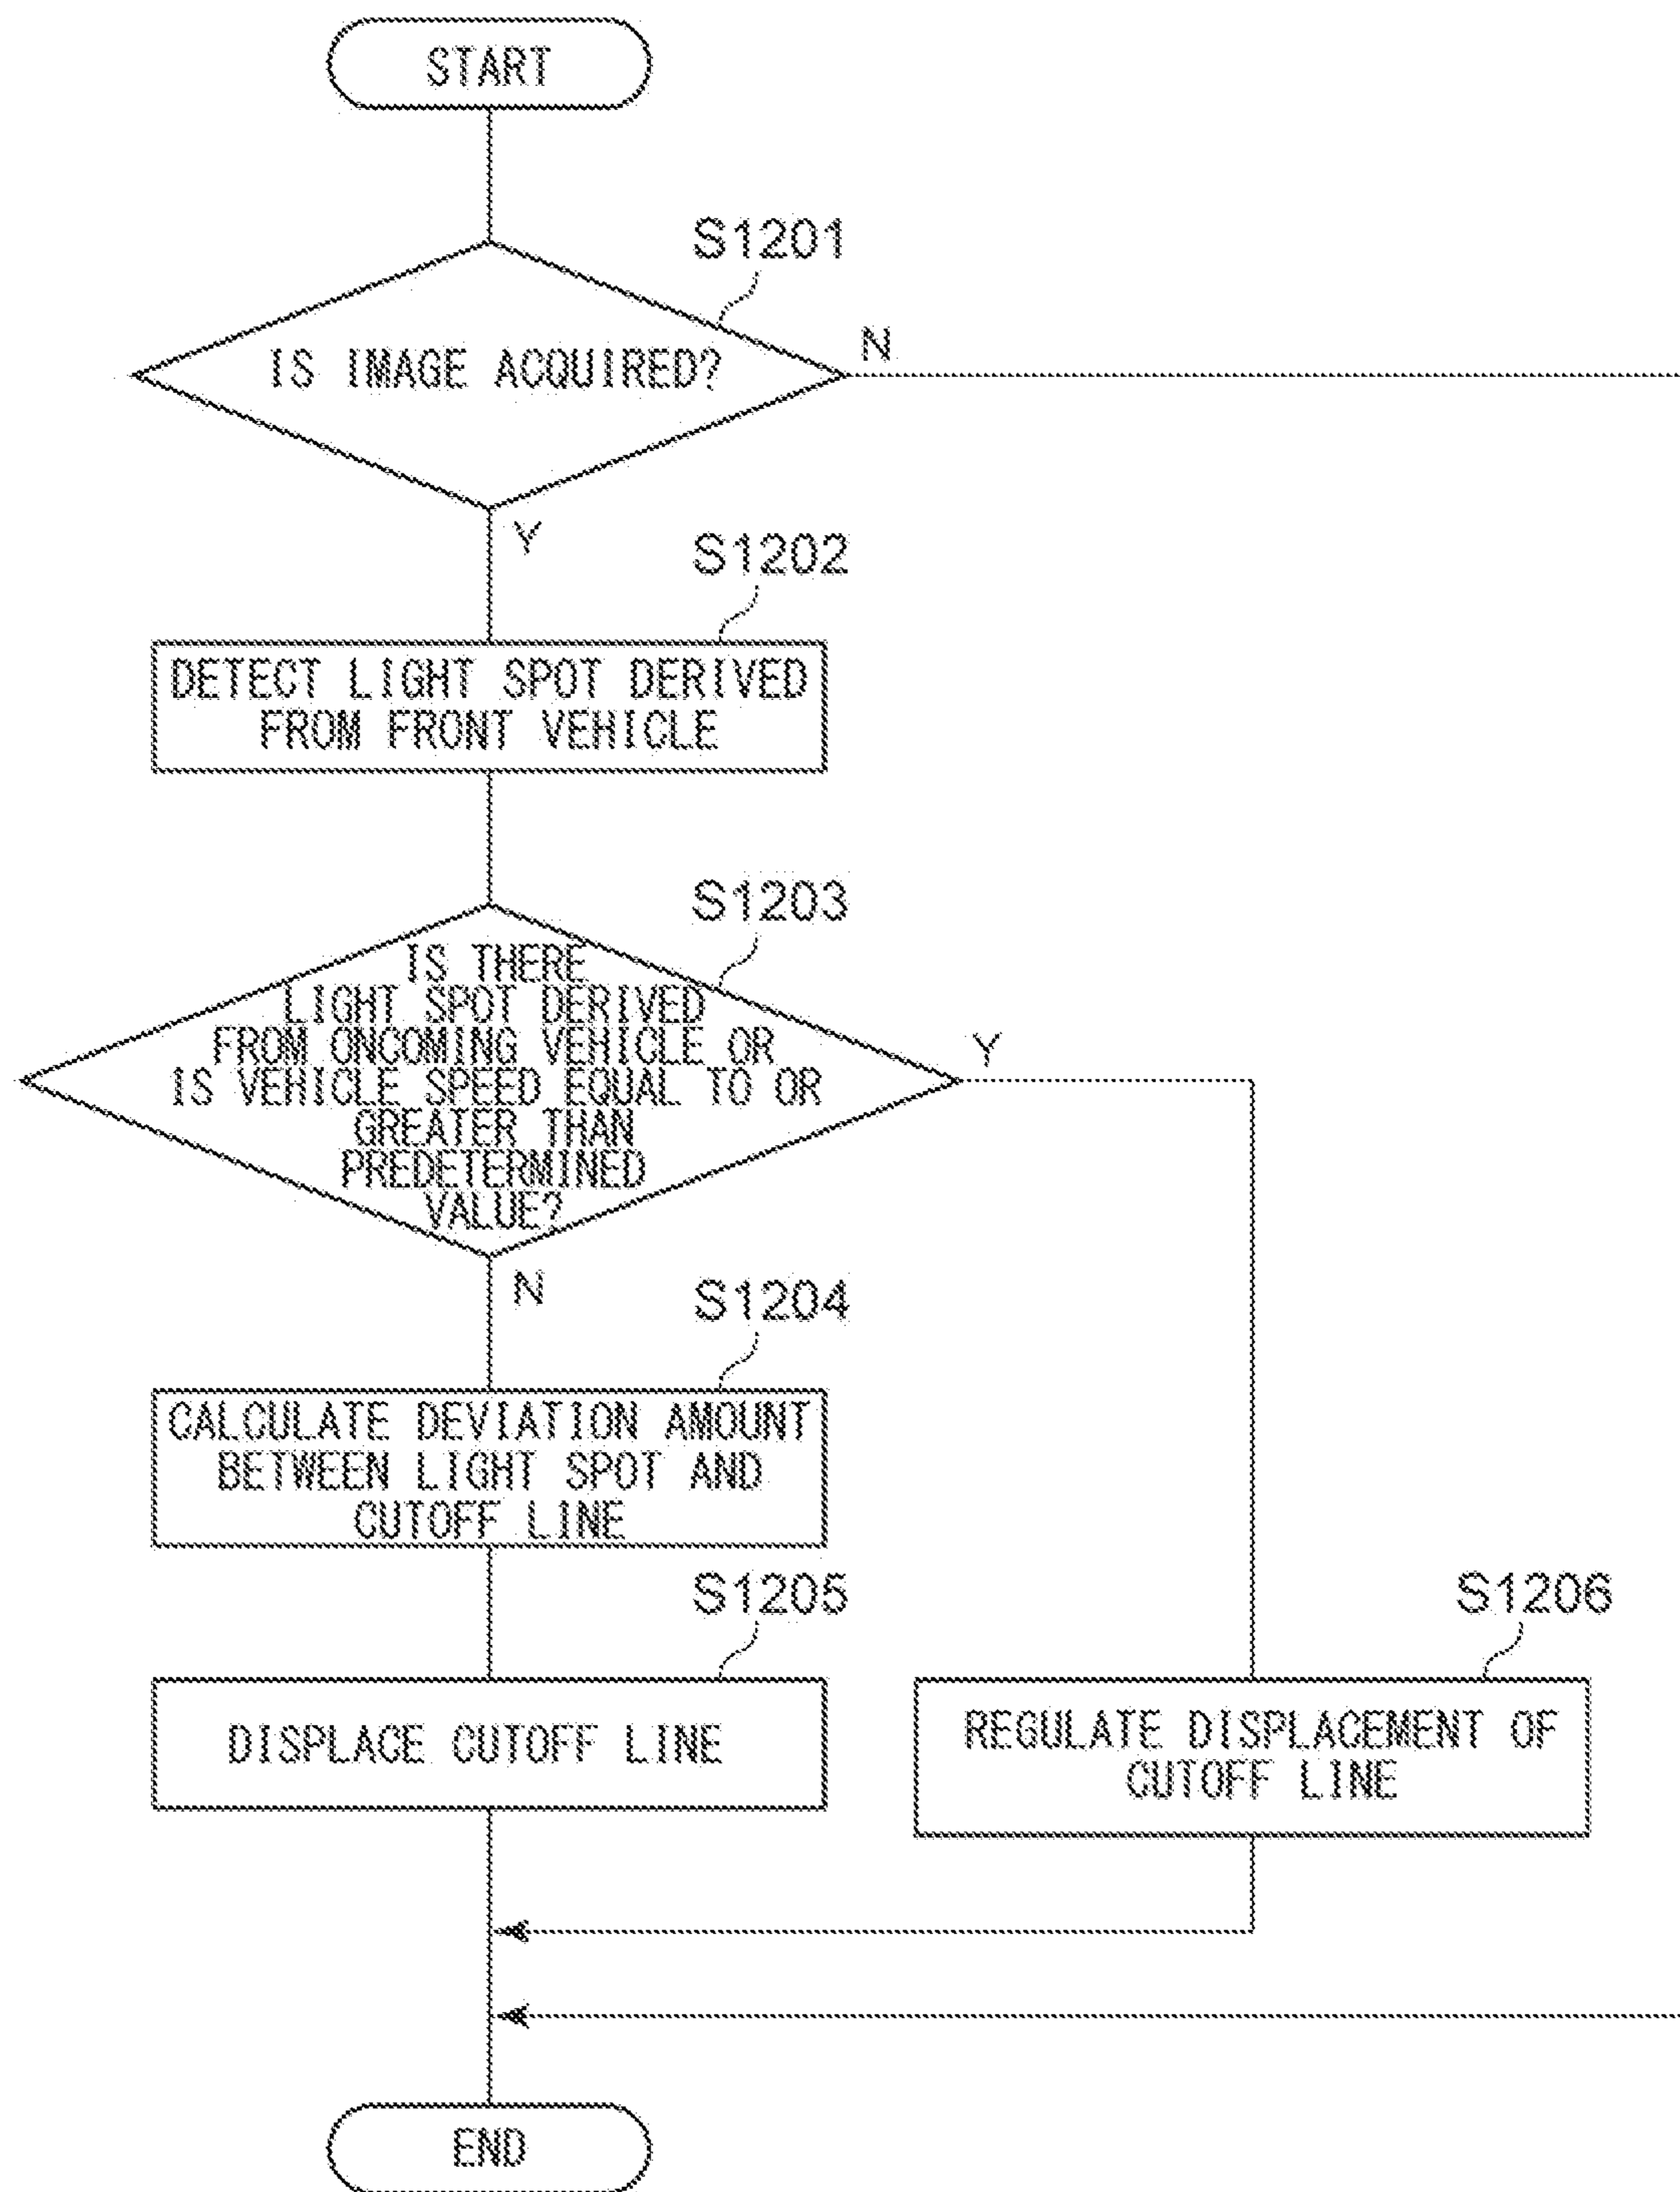 START
S1201
IS IMAGE ACQUIRED?
N
Y
S1202
DETECT LIGHT SPOT DERIVED
FROM FRONT VEHICLE
S1203
IS THERE
LIGHT SPOT DERIVED
FROM ONCOMING VEHICLE OR
IS VEHICLE SPEED EQUAL TO OR
GREATER THAN
PREDETERMINED
VALUE?
Y
N
S1204
CALCULATE DEVIATION AMOUNT
BETWEEN LIGHT SPOT AND
CUTOFF LINE
S1205
DISPLACE CUTOFF LINE
S1206
REGULATE DISPLACEMENT OF
CUTOFF LINE
END